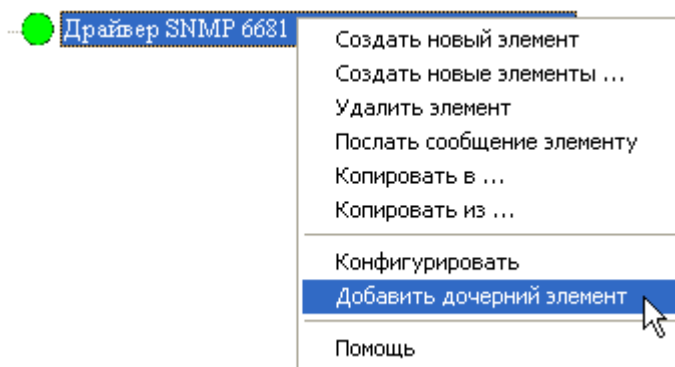 Драйвер SNMP 6681
Создать новый элемент
Создать новые элементы ...
Удалить элемент
Послать сообщение элементу
Копировать в ...
Копировать из ...
Конфигурировать
Добавить дочерний элемент
Помощь